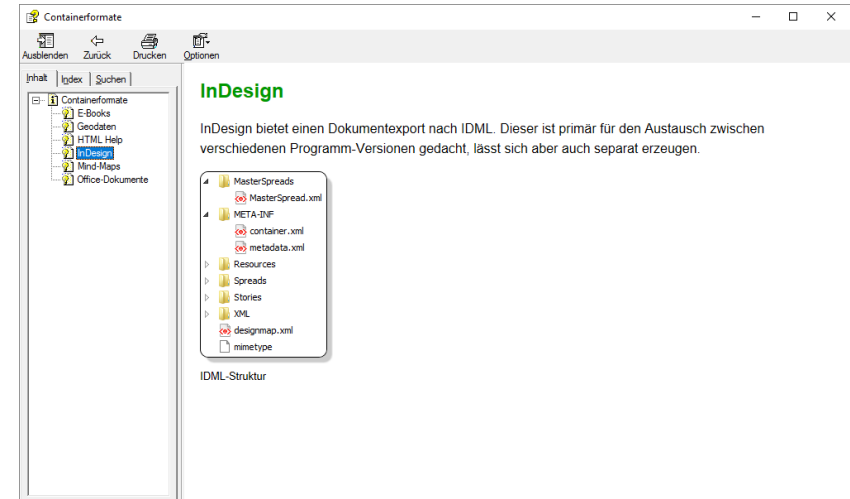 Containerformate
Ausblenden Zurück Drucken Optionen
Inhalt Index Suchen
Containerformate
E-Books
Geodaten
HTML Help
InDesign
Mind-Maps
Office-Dokumente
InDesign
InDesign bietet einen Dokumentexport nach IDML. Dieser ist primär für den Austausch zwischen
verschiedenen Programm-Versionen gedacht, lässt sich aber auch separat erzeugen.
MasterSpreads
MasterSpread.xml
META-INF
container.xml
metadata.xml
Resources
Spreads
Stories
XML
designmap.xml
mimetype
IDML-Struktur